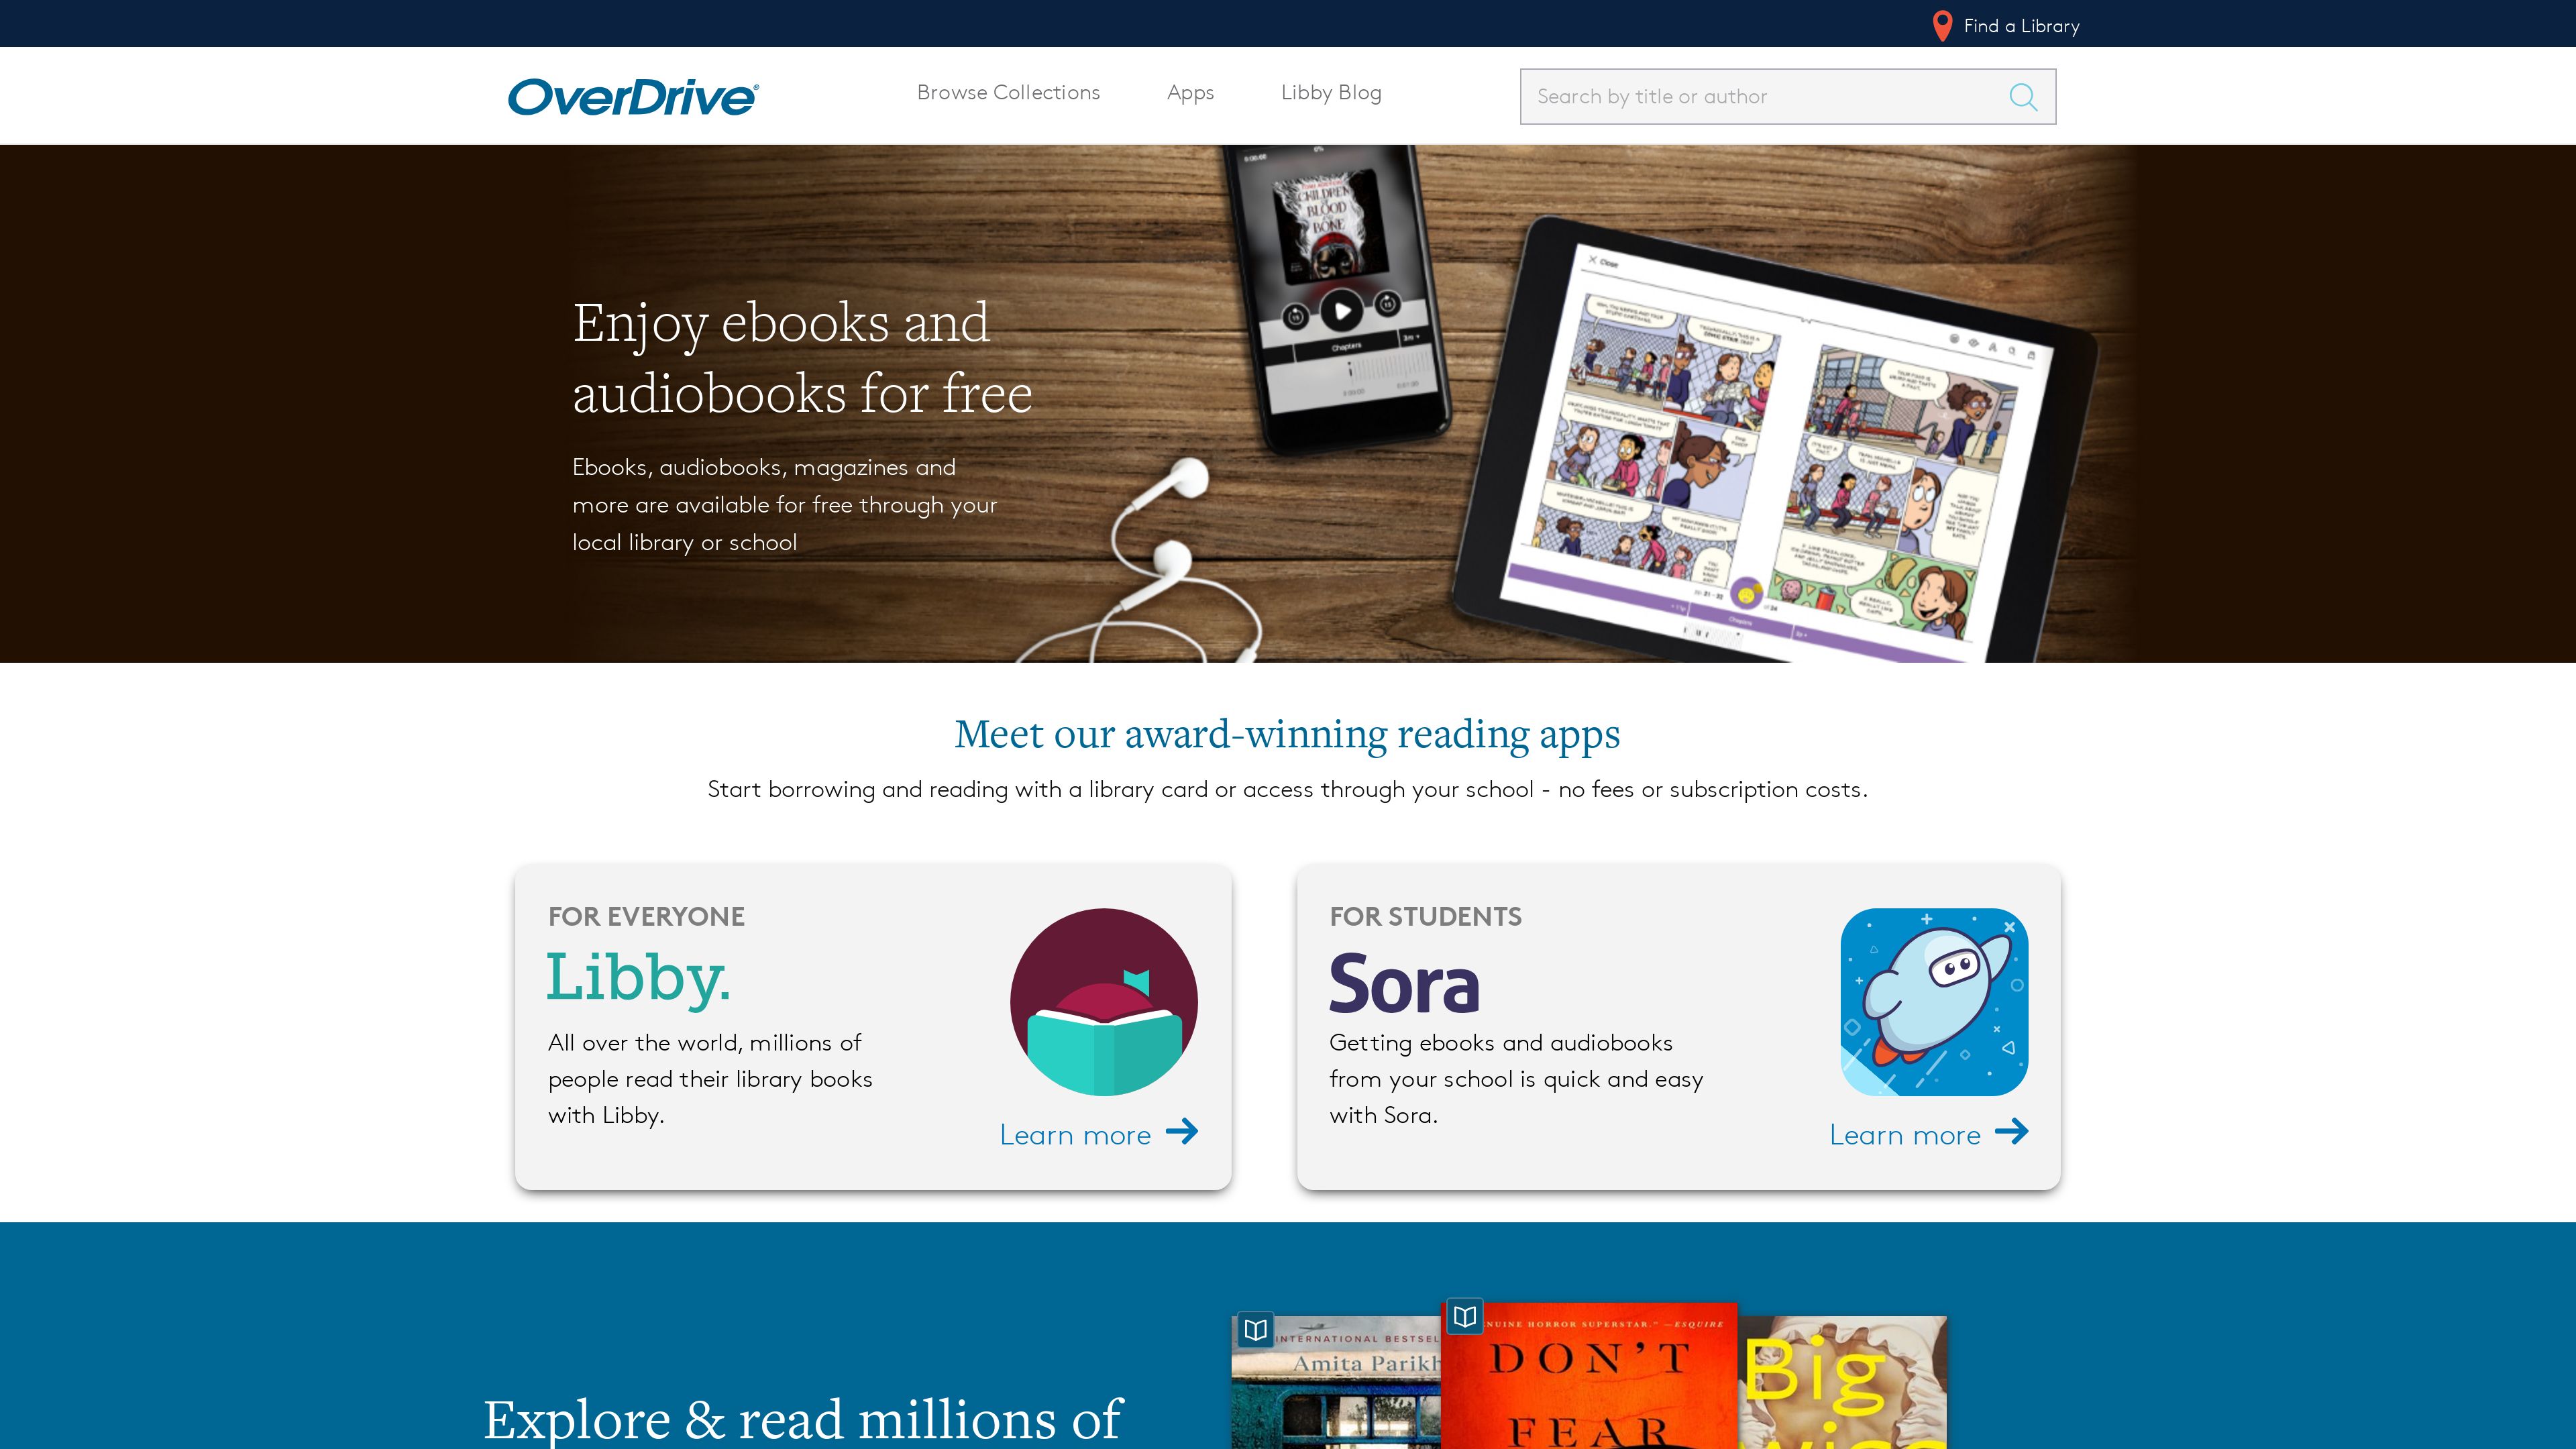 Find a Library
OverDrive®
Browse Collections
Apps
Libby Blog
Search by title or author
CHILDREN
OF
BLOOD
AND
BONE
Chapters
Close
Chapters
Enjoy ebooks and
audiobooks for free
Ebooks, audiobooks, magazines and
more are available for free through your
local library or school
Meet our award-winning reading apps
Start borrowing and reading with a library card or access through your school - no fees or subscription costs.
FOR EVERYONE
Libby.
All over the world, millions of
people read their library books
with Libby.
Learn more
FOR STUDENTS
Sora
Getting ebooks and audiobooks
from your school is quick and easy
with Sora.
Learn more
Explore & read millions of
INTERNATIONAL BESTSEL
Amita Parikh
NUINE HORROR SUPERSTAR." —ESQUIRE
DON'T
FEAR
Big